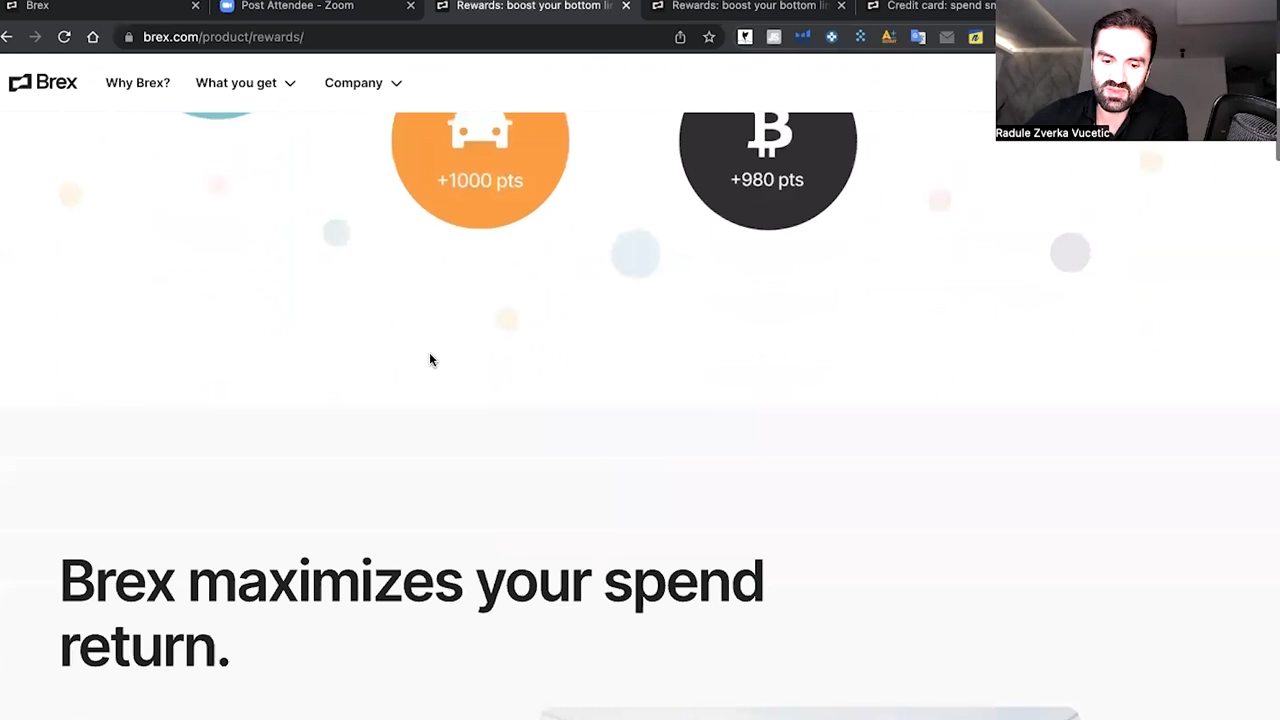 Brex
Post Attendee - Zoom
Rewards: boost your bottom li
Rewards: boost your bottom li
Credit card: spend sm
brex.com/product/rewards/
Brex
Why Brex?
What you get
Company
Radule Zverka Vucetic
+1000 pts
+980 pts
Brex maximizes your spend
return.